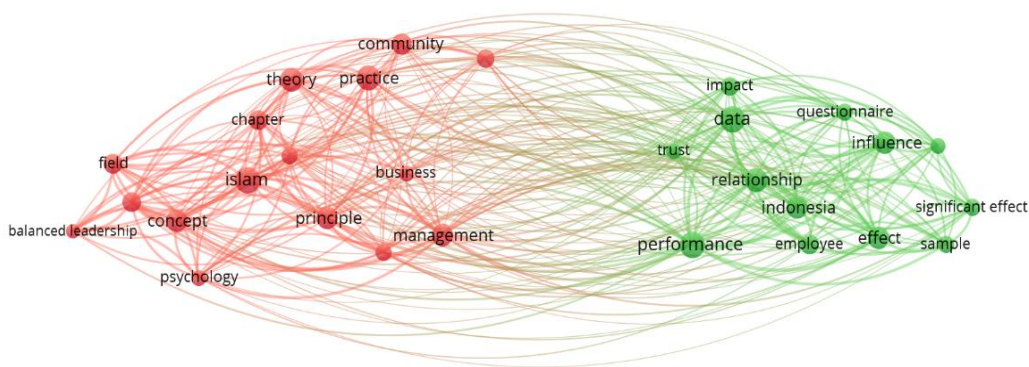 community
theory
practice
chapter
field
islam
business
concept
principle
balanced leadership
management
psychology
impact
data
questionnaire
trust
influence
relationship
indonesia
significant effect
performance
employee
effect
sample